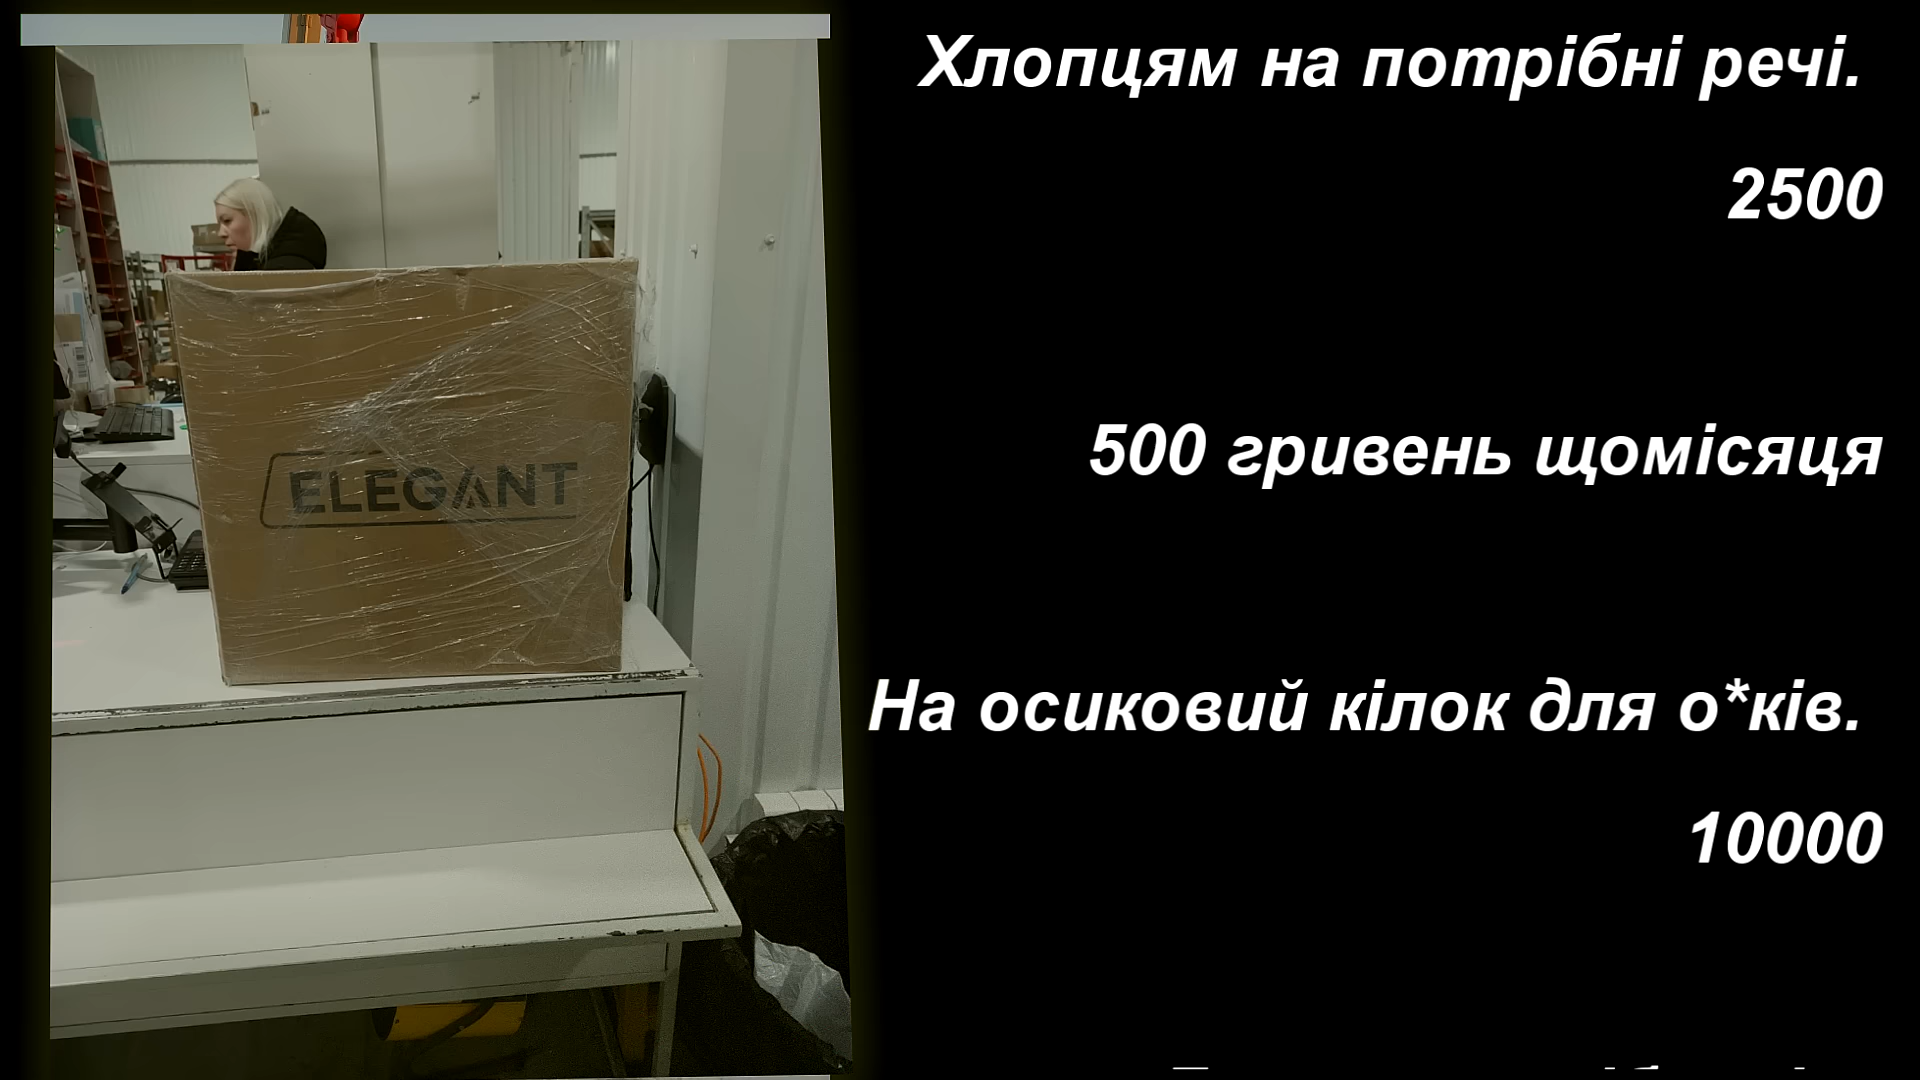 Хлопцям на потрібні речі.
2500
500 гривень щомісяця
На осиковий кілок для о*ків.
10000
ELEGANT